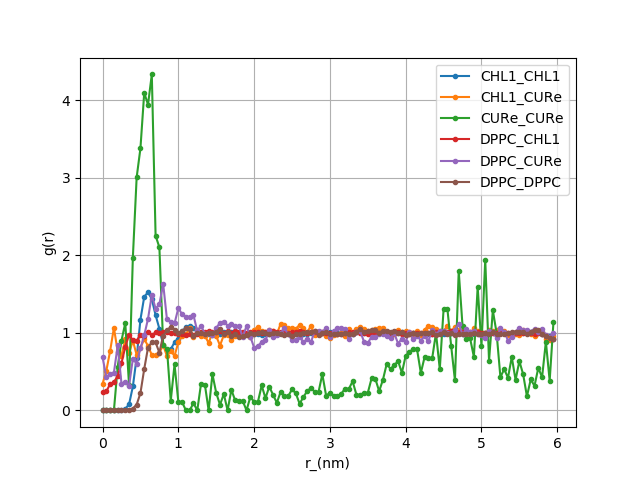 CHL1_CHL1
CHL1_CURe
CURe_CURe
DPPC_CHL1
DPPC_CURe
DPPC_DPPC
g(r)
4
3
2
1
0
0 1 2 3 4 5 6
r_(nm)